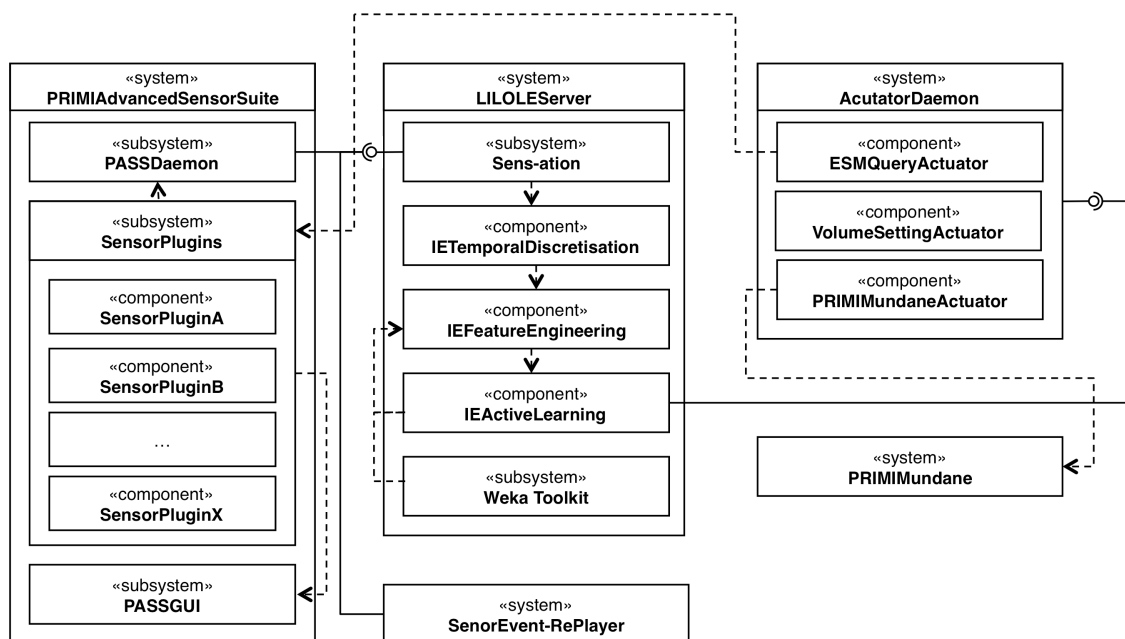 «system»
PRIMIAdvancedSensorSuite
«subsystem»
PASSDaemon
«subsystem»
SensorPlugins
«component»
SensorPluginA
«component»
SensorPluginB
...
«component»
SensorPluginX
«subsystem»
PASSGUI
«system»
LILOLEServer
«subsystem»
Sens-ation
«component»
IETemporalDiscretisation
«component»
IEFeatureEngineering
«component»
IEActiveLearning
«subsystem»
Weka Toolkit
«system»
SenorEvent-RePlayer
«system»
AcutatorDaemon
«component»
ESMQueryActuator
«component»
VolumeSettingActuator
«component»
PRIMIMundaneActuator
«system»
PRIMIMundane